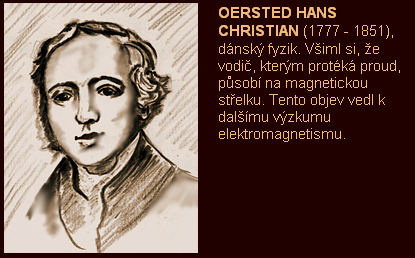 OERSTED HANS
CHRISTIAN (1777 - 1851),
dánský fyzik. Všiml si, že
vodič, kterým protéká proud,
působí na magnetickou
střelku. Tento objev vedl k
dalšímu výzkumu
elektromagnetismu.